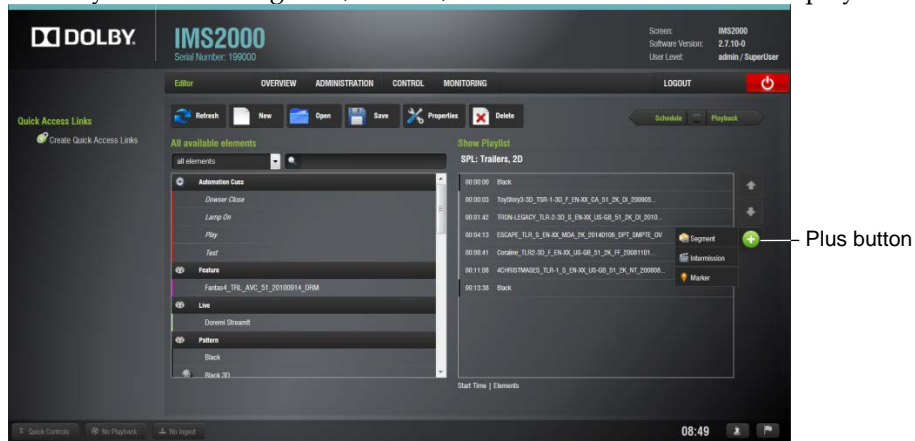 DOLBY.
IMS2000
Serial Number: 199000
Screen: IMS2000
Software Version: 2.7.10-0
User Level: admin / SuperUser
Editor OVERVIEW ADMINISTRATION CONTROL MONITORING LOGOUT
Quick Access Links
Create Quick Access Links
Refresh New Open Save Properties Delete
Schedule Playback
All available elements
all elements
Automation Cues
Dowser Close
Lamp On
Play
Test
Feature
Fantas4_TRL_AVC_51_20100914_DRM
Live
Doremi StreamIt
Pattern
Black
Black 3D
Show Playlist
SPL: Trailers, 2D
00:00:00 Black
00:00:03 ToyStory3-3D_TSR-1-3D_F_EN-XX_CA_51_2K_DI_200905...
00:01:42 TRON-LEGACY_TLR-2-3D_S_EN-XX_US-GB_51_2K_DI_2010...
00:04:13 ESCAPE_TLR_S_EN-XX_MDA_2K_20140106_DPT_SMPTE_OV
00:08:41 Coraline_TLR2-3D_F_EN-XX_US-GB_51_2K_FF_20081101...
00:11:08 4CHRISTMASES_TLR-1_S_EN-XX_US-GB_51_2K_NT_200808...
00:13:38 Black
Segment
Intermission
Marker
Plus button
Start Time | Elements
Quick Controls No Playback No Ingest 08:49